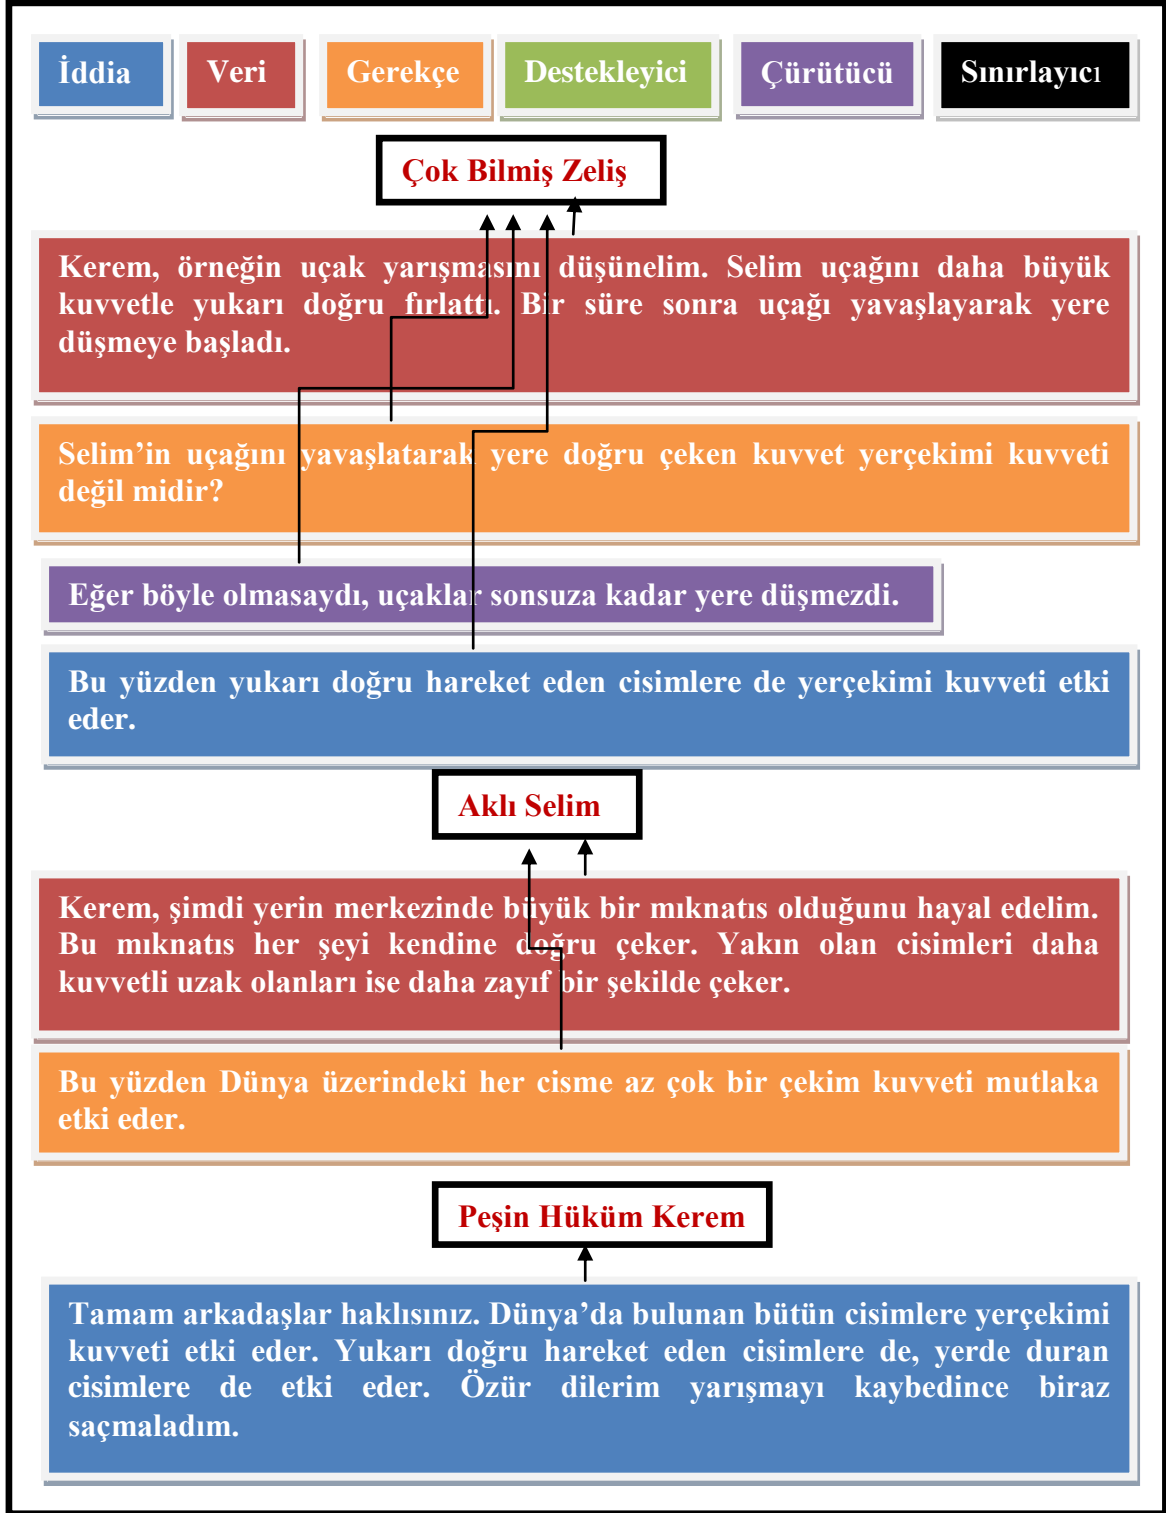 İddia Veri Gerekçe Destekleyici Çürütücü Sınırlayıcı
Çok Bilmiş Zeliş
Kerem, örneğin uçak yarışmasını düşünelim. Selim uçağını daha büyük
kuvvetle yukarı doğru fırlattı. Bir süre sonra uçağı yavaşlayarak yere
düşmeye başladı.
Selim’in uçağını yavaşlatarak yere doğru çeken kuvvet yerçekimi kuvveti
değil midir?
Eğer böyle olmasaydı, uçaklar sonsuza kadar yere düşmezdi.
Bu yüzden yukarı doğru hareket eden cisimlere de yerçekimi kuvveti etki
eder.
Aklı Selim
Kerem, şimdi yerin merkezinde büyük bir mıknatıs olduğunu hayal edelim.
Bu mıknatıs her şeyi kendine doğru çeker. Yakın olan cisimleri daha
kuvvetli uzak olanları ise daha zayıf bir şekilde çeker.
Bu yüzden Dünya üzerindeki her cisme az çok bir çekim kuvveti mutlaka
etki eder.
Peşin Hüküm Kerem
Tamam arkadaşlar haklısınız. Dünya’da bulunan bütün cisimlere yerçekimi
kuvveti etki eder. Yukarı doğru hareket eden cisimlere de, yerde duran
cisimlere de etki eder. Özür dilerim yarışmayı kaybedince biraz
saçmaladım.